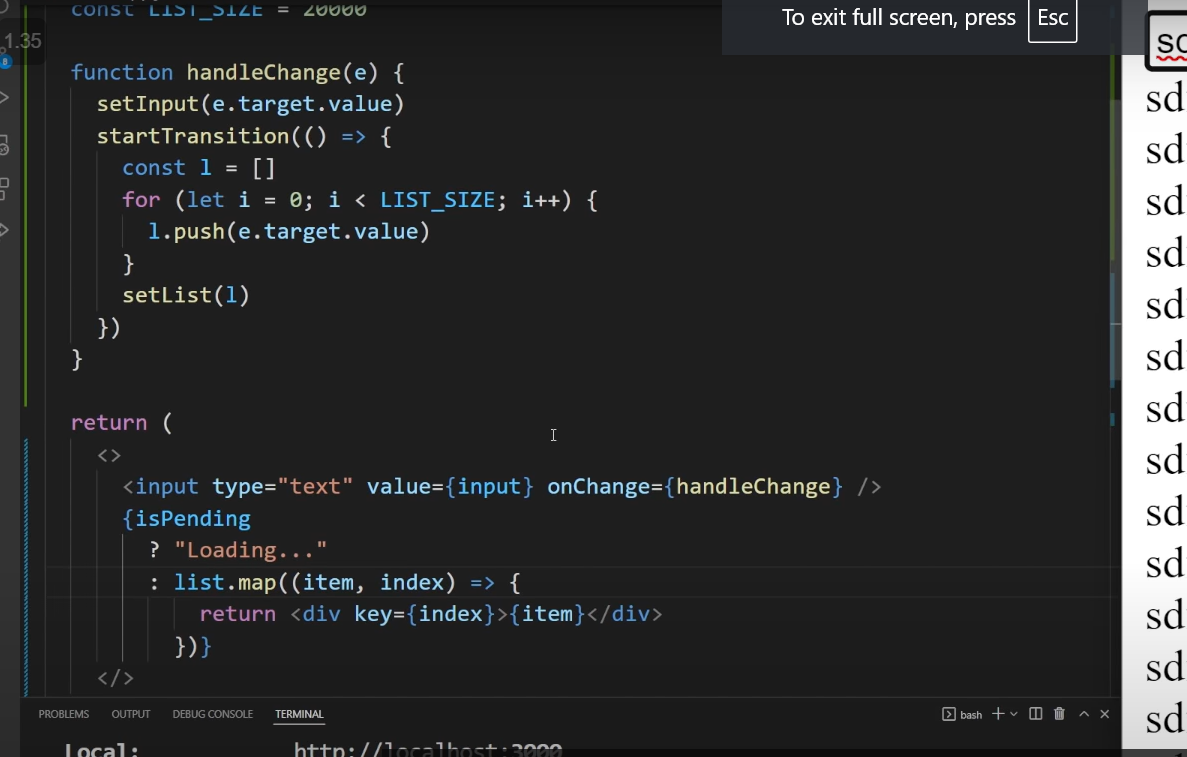 const LIST_SIZE = 20000
To exit full screen, press Esc
1.35
8
function handleChange(e) {
setInput(e.target.value)
startTransition(() => {
const l = []
for (let i = 0; i < LIST_SIZE; i++) {
l.push(e.target.value)
}
setList(l)
})
}
return (
<>
<input type="text" value={input} onChange={handleChange} />
{isPending
? "Loading..."
: list.map((item, index) => {
return <div key={index}>{item}</div>
})}
</>
PROBLEMS OUTPUT DEBUG CONSOLE TERMINAL bash
Local: http://localhost:3000
sd
sd
sd
sd
sd
sd
sd
sd
sd
sd
sd
sd
sd